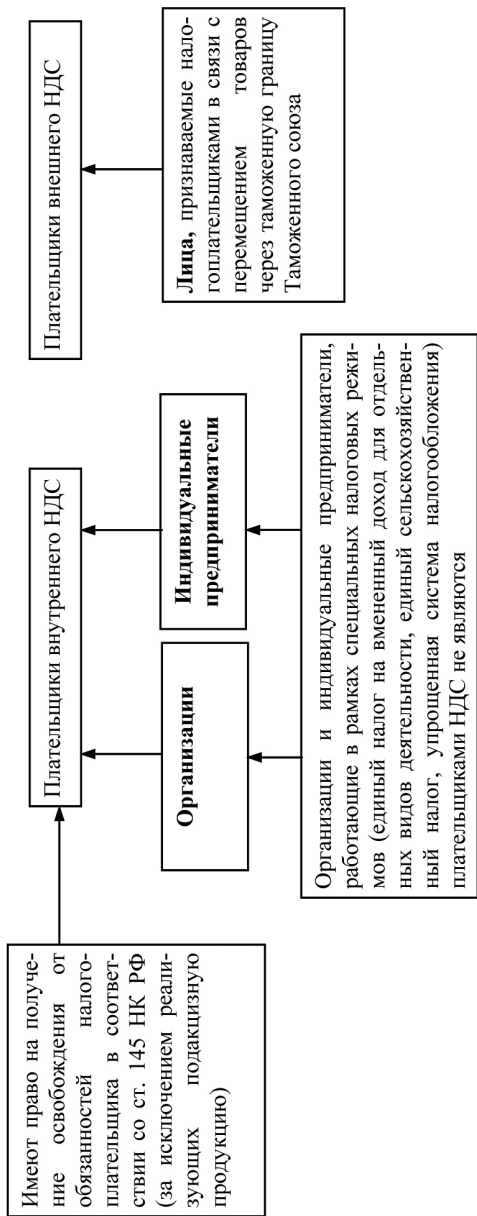 Имеют право на получе-
ние освобождения от
обязанностей налого-
плательщика в соответ-
ствии со ст. 145 НК РФ
(за исключением реали-
зующих подакцизную
продукцию)
Плательщики внутреннего НДС
Плательщики внешнего НДС
Организации
Индивидуальные
предприниматели
Лица, признаваемые нало-
гоплательщиками в связи с
перемещением товаров
через таможенную границу
Таможенного союза
Организации и индивидуальные предприниматели,
работающие в рамках специальных налоговых режи-
мов (единый налог на вмененный доход для отдель-
ных видов деятельности, единый сельскохозяйствен-
ный налог, упрощенная система налогообложения)
плательщиками НДС не являются